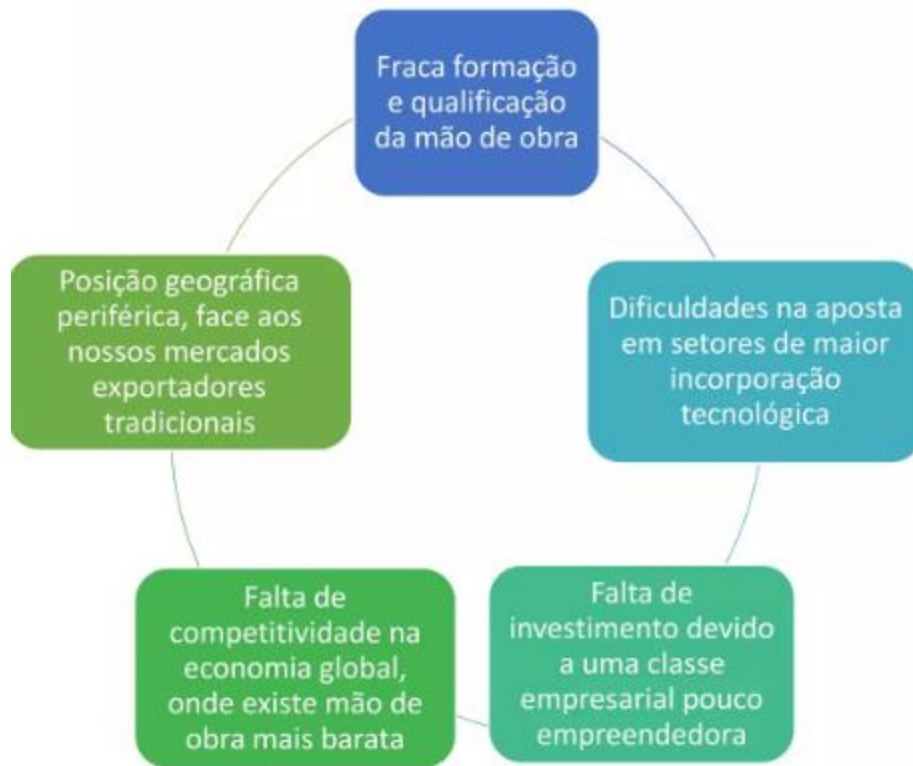 Fraca formação
e qualificação
da mão de obra
Dificuldades na aposta
em setores de maior
incorporação
tecnológica
Falta de
investimento devido
a uma classe
empresarial pouco
empreendedora
Falta de
competitividade na
economia global,
onde existe mão de
obra mais barata
Posição geográfica
periférica, face aos
nossos mercados
exportadores
tradicionais